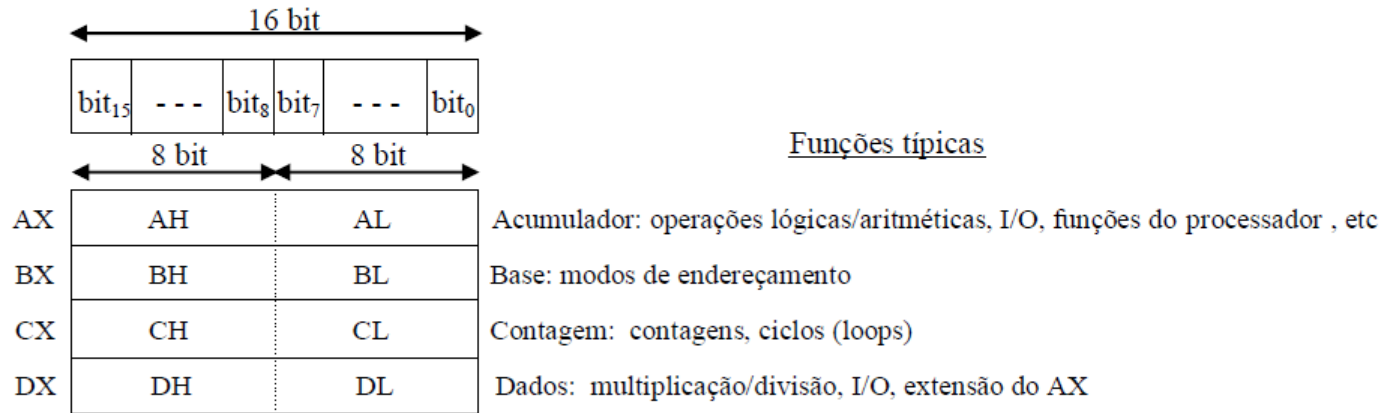 16 bit
bit₁₅ - - - bit₈ bit₇ - - - bit₀
8 bit 8 bit
Funções típicas
AX AH AL Acumulador: operações lógicas/aritméticas, I/O, funções do processador , etc
BX BH BL Base: modos de endereçamento
CX CH CL Contagem: contagens, ciclos (loops)
DX DH DL Dados: multiplicação/divisão, I/O, extensão do AX